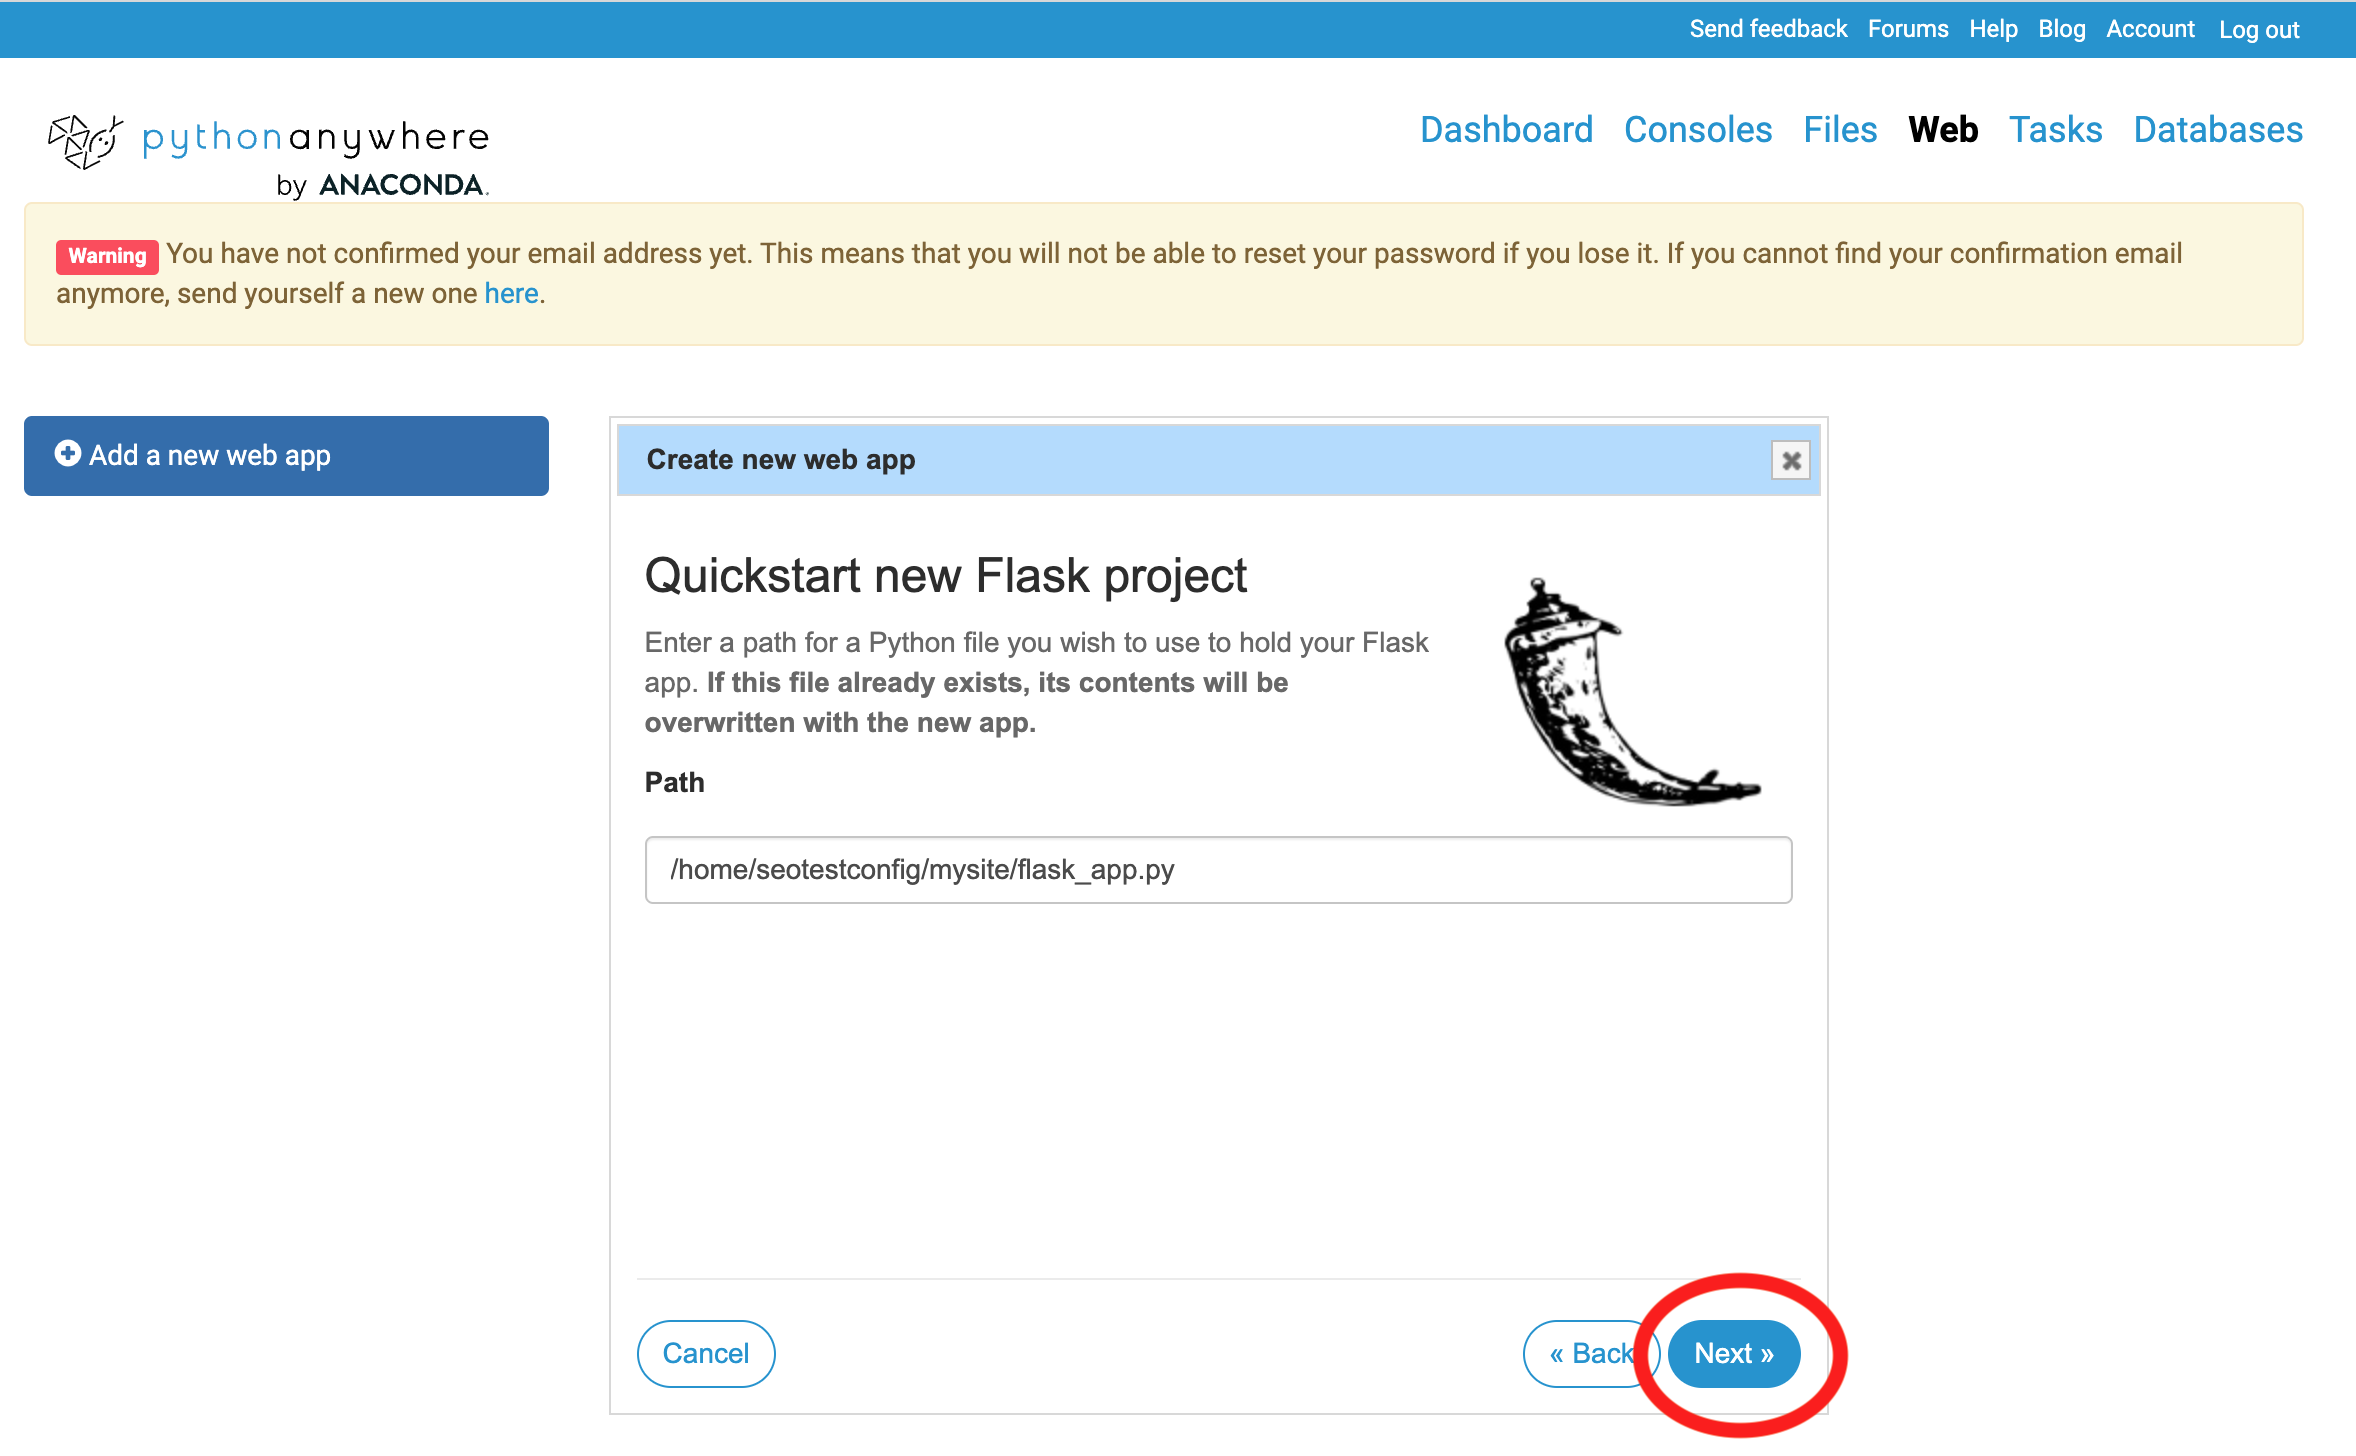 Send feedback Forums Help Blog Account Log out
pythonanywhere
by ANACONDA.
Dashboard Consoles Files Web Tasks Databases
Warning You have not confirmed your email address yet. This means that you will not be able to reset your password if you lose it. If you cannot find your confirmation email
anymore, send yourself a new one here.
Add a new web app
Create new web app
Quickstart new Flask project
Enter a path for a Python file you wish to use to hold your Flask
app. If this file already exists, its contents will be
overwritten with the new app.
Path
/home/seotestconfig/mysite/flask_app.py
Cancel
« Back
Next »